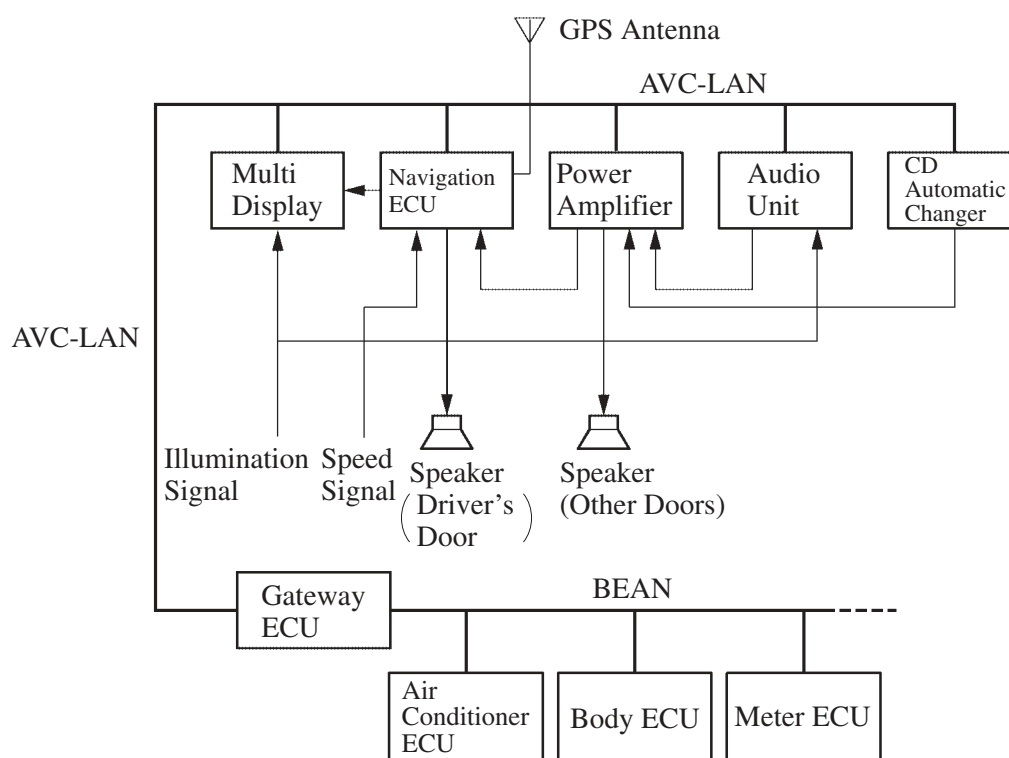 GPS Antenna
AVC-LAN
Multi
Display
Navigation
ECU
Power
Amplifier
Audio
Unit
CD
Automatic
Changer
AVC-LAN
Illumination
Signal
Speed
Signal
Speaker
(Driver's
Door)
Speaker
(Other Doors)
Gateway
ECU
BEAN
Air
Conditioner
ECU
Body ECU
Meter ECU